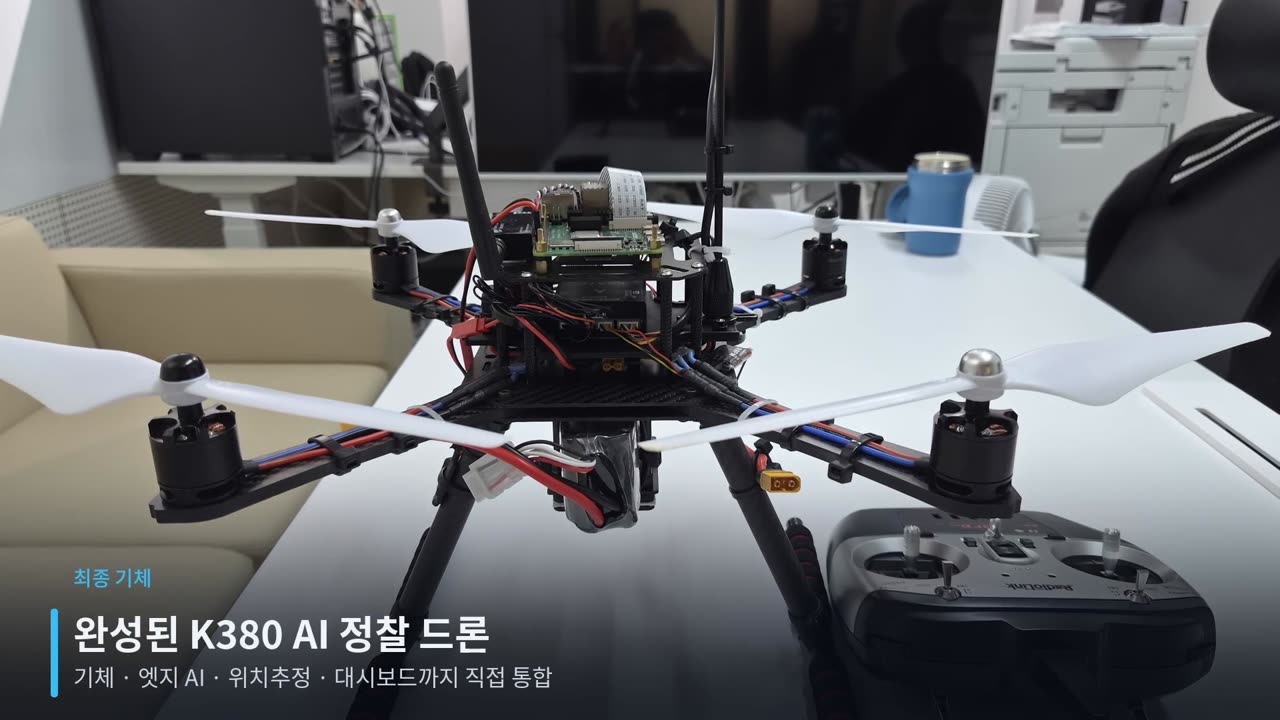 최종 기체
완성된 K380 AI 정찰 드론
기체 · 엣지 AI · 위치추정 · 대시보드까지 직접 통합
RadioLink